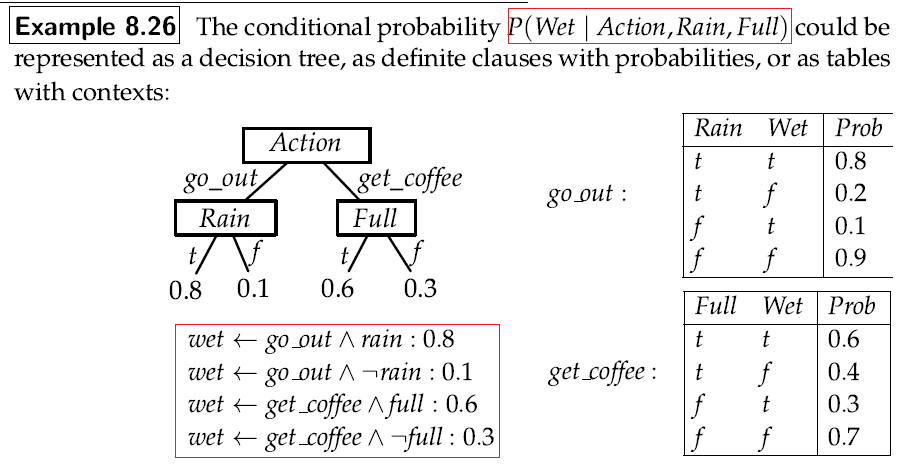 Example 8.26 The conditional probability P(Wet | Action, Rain, Full) could be
represented as a decision tree, as definite clauses with probabilities, or as tables
with contexts:
Action
go_out get_coffee
Rain Full
t f t f
0.8 0.1 0.6 0.3
wet ← go_out ∧ rain : 0.8
wet ← go_out ∧ ¬rain : 0.1
wet ← get_coffee ∧ full : 0.6
wet ← get_coffee ∧ ¬full : 0.3
go_out :
Rain Wet Prob
t t 0.8
t f 0.2
f t 0.1
f f 0.9
get_coffee :
Full Wet Prob
t t 0.6
t f 0.4
f t 0.3
f f 0.7